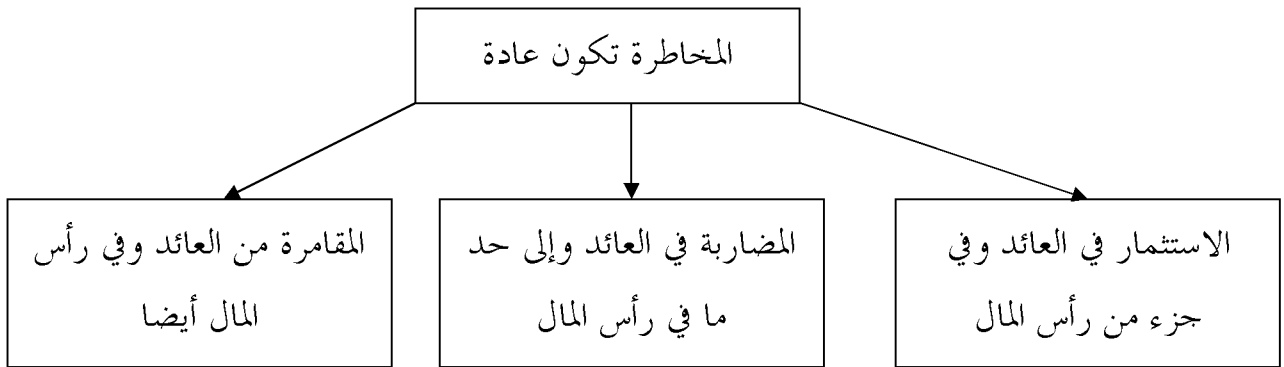 المخاطرة تكون عادة
الاستثمار في العائد وفي
جزء من رأس المال
المضاربة في العائد وإلى حد
ما في رأس المال
المقامرة من العائد وفي رأس
المال أيضا